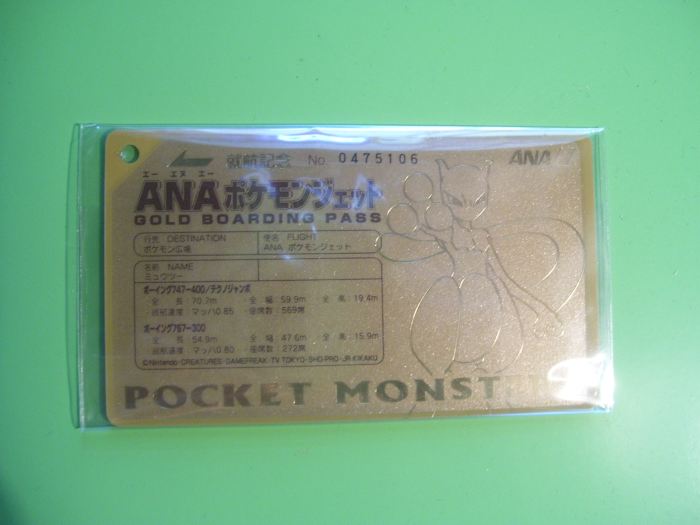 就航記念 No. 0475106 ANA
エー エヌ エー
ANAポケモンジェット
GOLD BOARDING PASS
行先 DESTINATION 便名 FLIGHT
ポケモン広場 ANA ポケモンジェット
名前 NAME
ミュウツー
ボーイング747-400/テクノジャンボ
全 長 70.7m 全 幅 59.9m 全 高 19.4m
巡航速度 マッハ0.85 座席数 569席
ボーイング767-300
全 長 54.9m 全 幅 47.6m 全 高 15.9m
巡航速度 マッハ0.80 座席数 272席
©Nintendo・CREATURES・GAMEFREAK・TV TOKYO・SHO-PRO・JR KIKAKU
POCKET MONSTERS